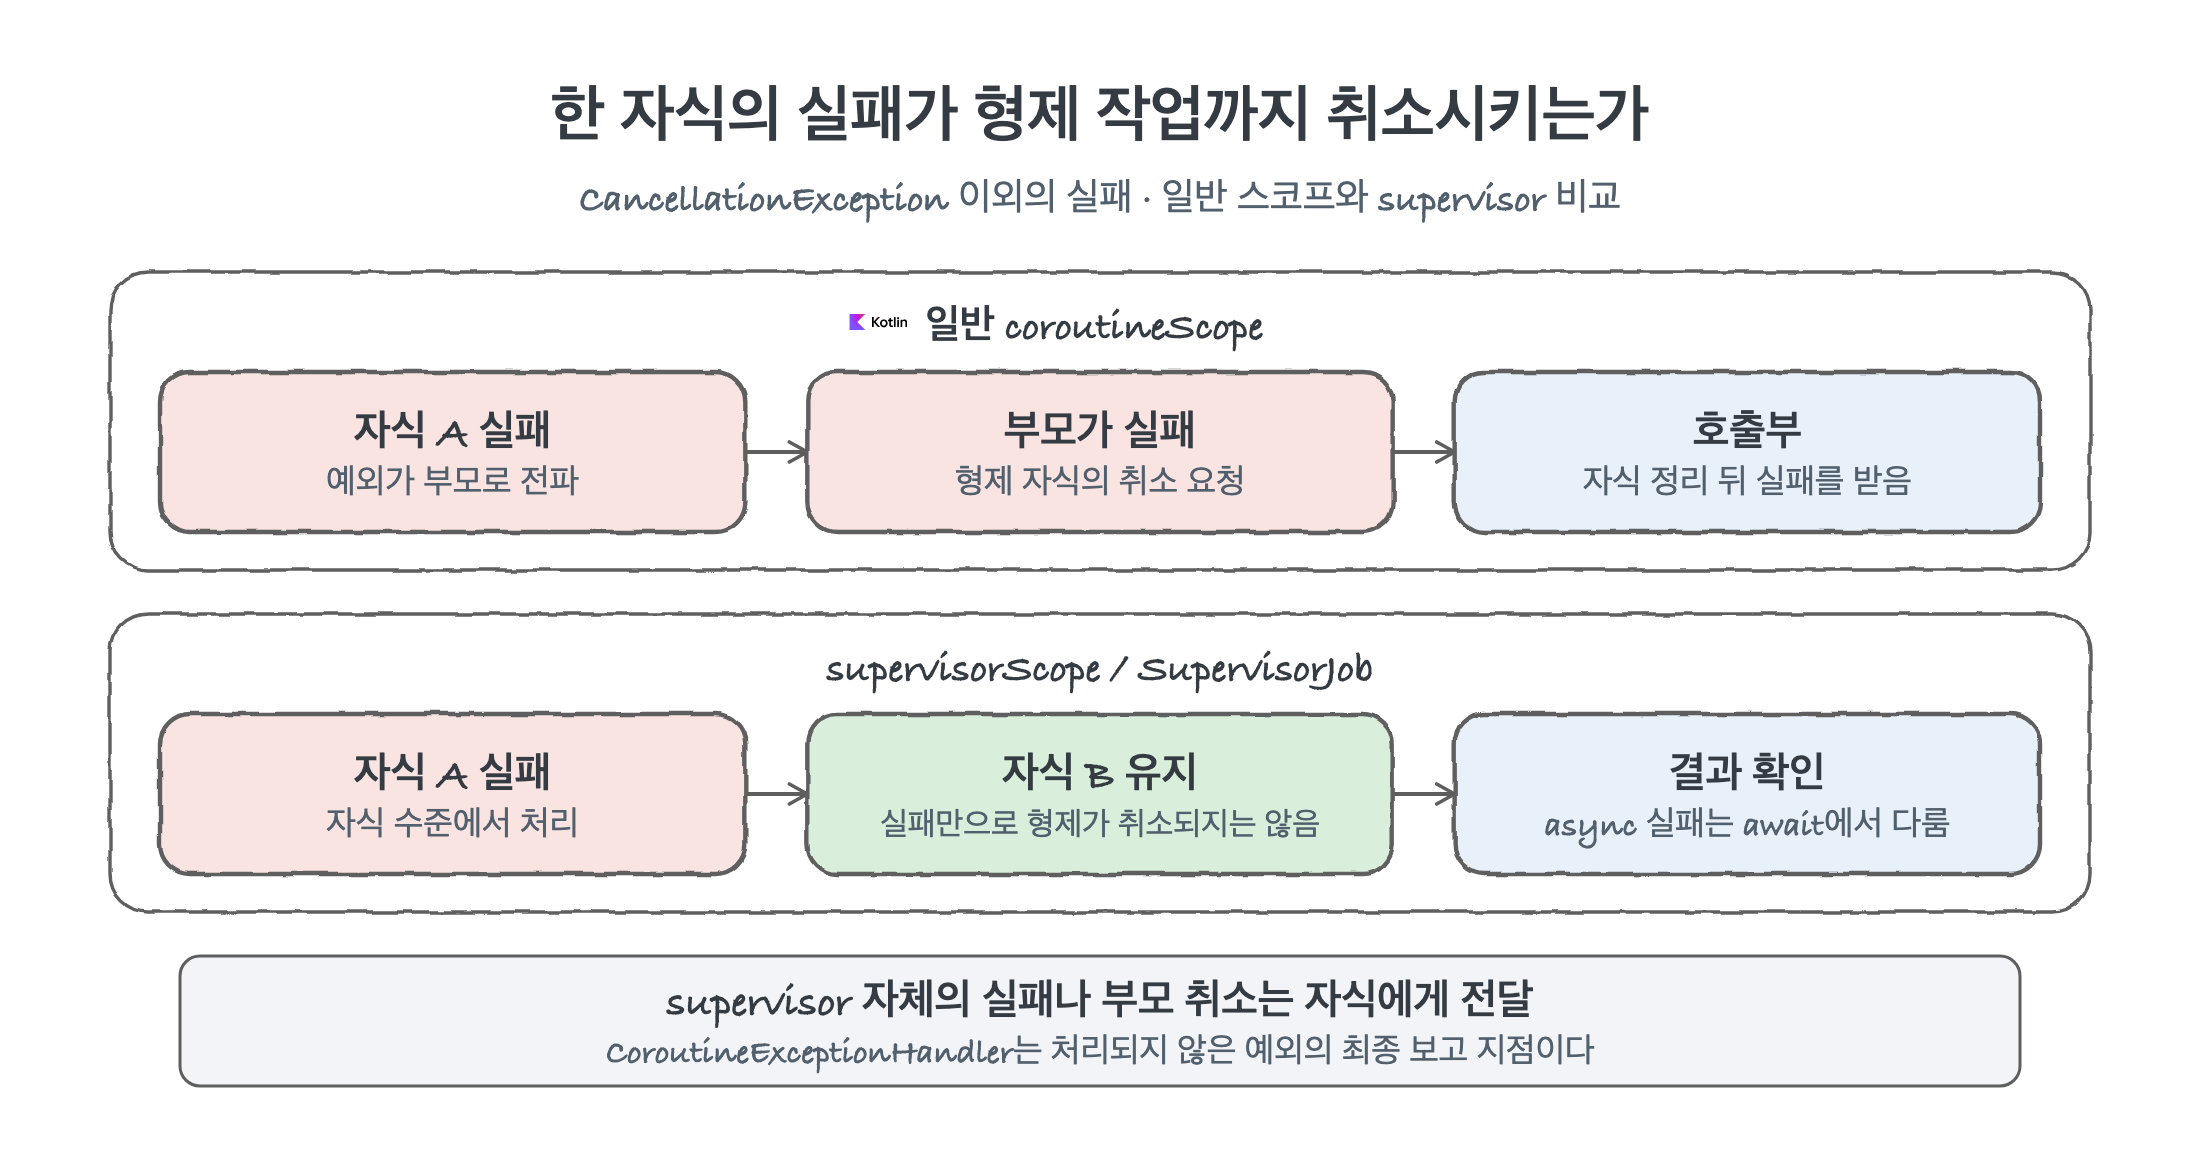 한 자식의 실패가 형제 작업까지 취소시키는가
CancellationException 이외의 실패 · 일반 스코프와 supervisor 비교
Kotlin 일반 coroutineScope
자식 A 실패
예외가 부모로 전파
부모가 실패
형제 자식의 취소 요청
호출부
자식 정리 뒤 실패를 받음
supervisorScope / SupervisorJob
자식 A 실패
자식 수준에서 처리
자식 B 유지
실패만으로 형제가 취소되지는 않음
결과 확인
async 실패는 await에서 다룸
supervisor 자체의 실패나 부모 취소는 자식에게 전달
CoroutineExceptionHandler는 처리되지 않은 예외의 최종 보고 지점이다